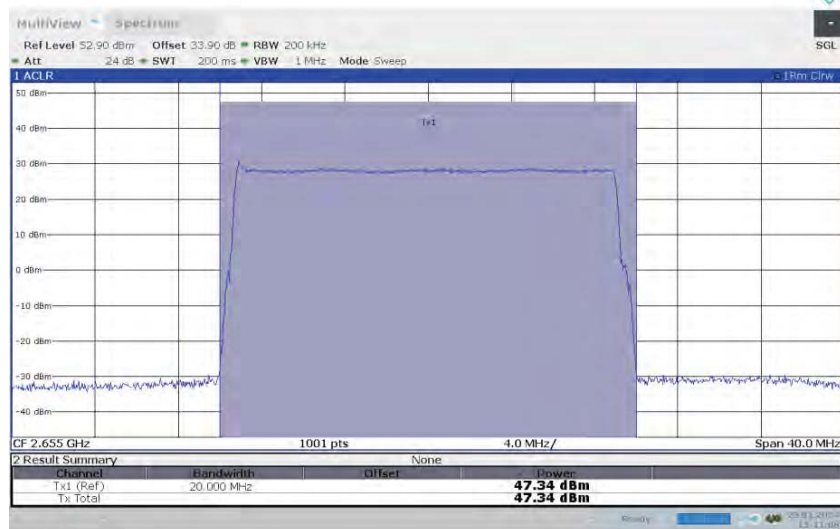 MultiView Spectrum
Ref Level 52.90 dBm Offset 33.90 dB RBW 200 kHz
SGL
Att 24 dB SWT 200 ms VBW 1 MHz Mode Sweep
1 ACLR 1Rm Clrw
50 dBm
Tx1
40 dBm
30 dBm
20 dBm
10 dBm
0 dBm
-10 dBm
-20 dBm
-30 dBm
-40 dBm
CF 2.655 GHz 1001 pts 4.0 MHz/ Span 40.0 MHz
2 Result Summary None
Channel Bandwidth Offset Power
Tx1 (Ref) 20.000 MHz 47.34 dBm
Tx Total 47.34 dBm
Ready